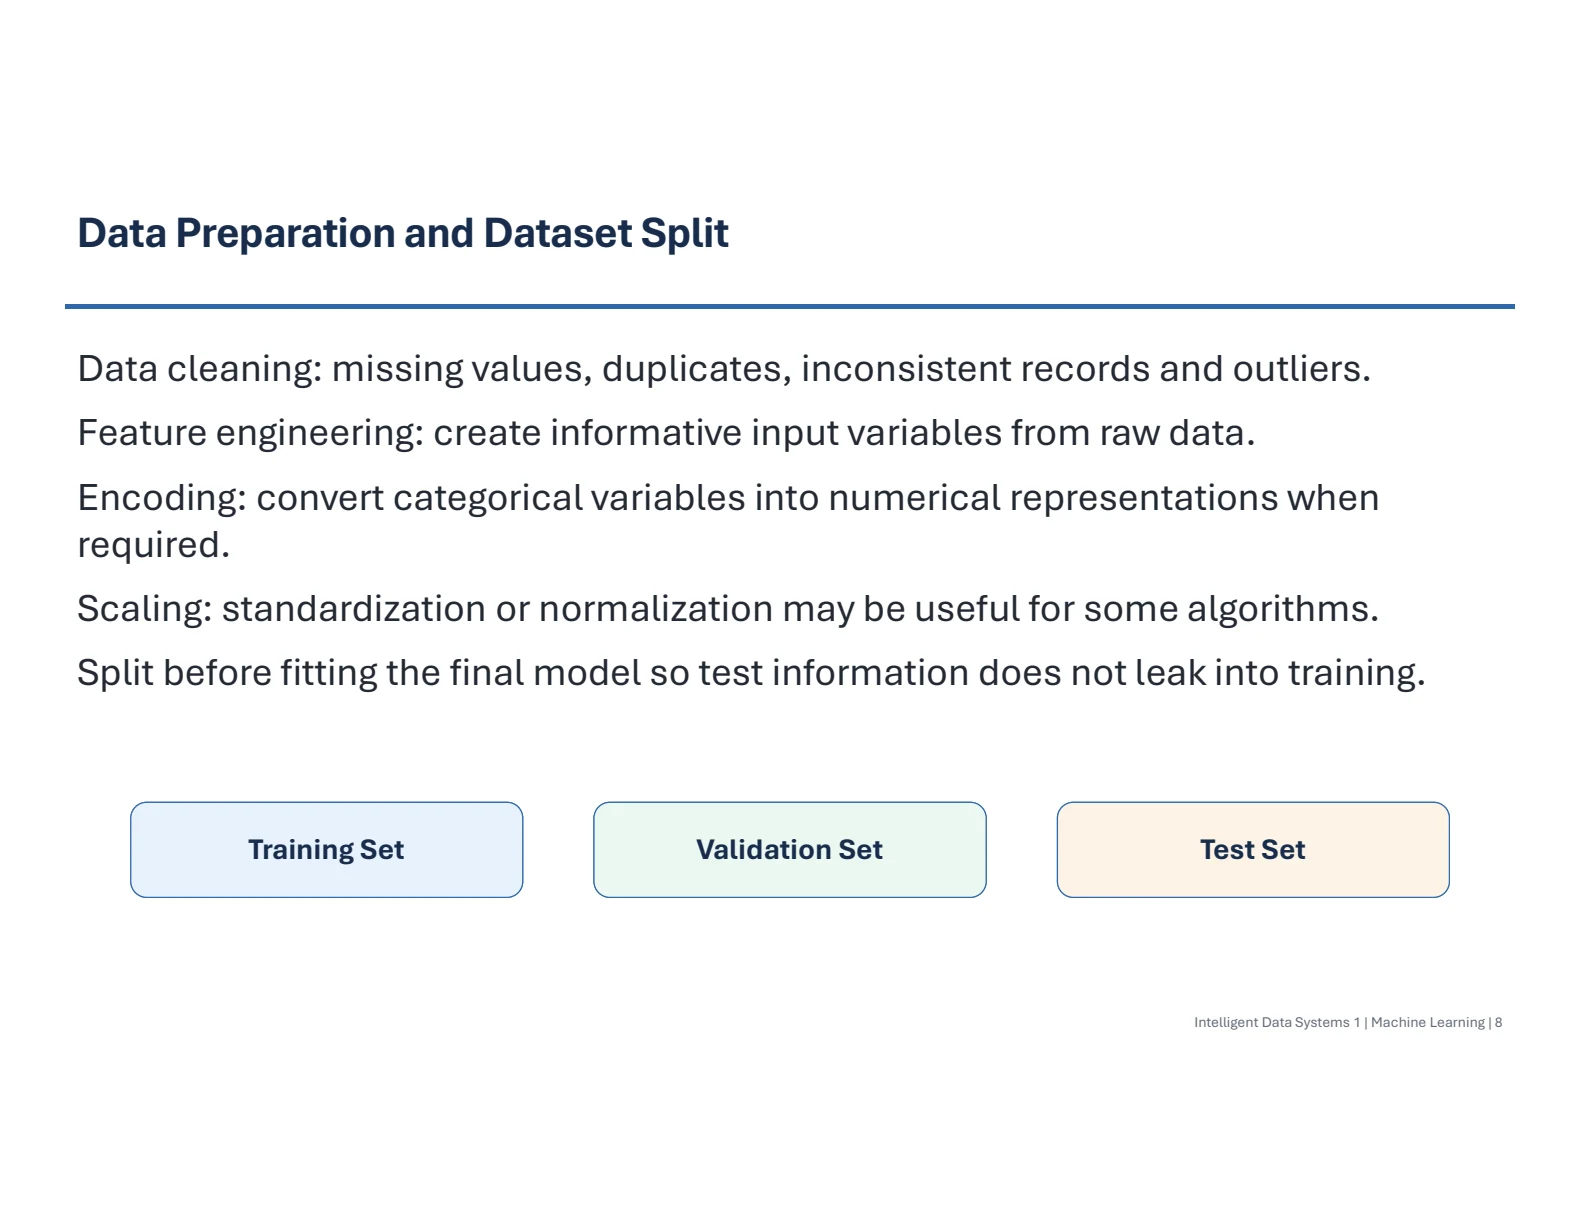 Data Preparation and Dataset Split
Data cleaning: missing values, duplicates, inconsistent records and outliers.
Feature engineering: create informative input variables from raw data.
Encoding: convert categorical variables into numerical representations when
required.
Scaling: standardization or normalization may be useful for some algorithms.
Split before fitting the final model so test information does not leak into training.
Training Set
Validation Set
Test Set
Intelligent Data Systems 1 | Machine Learning | 8